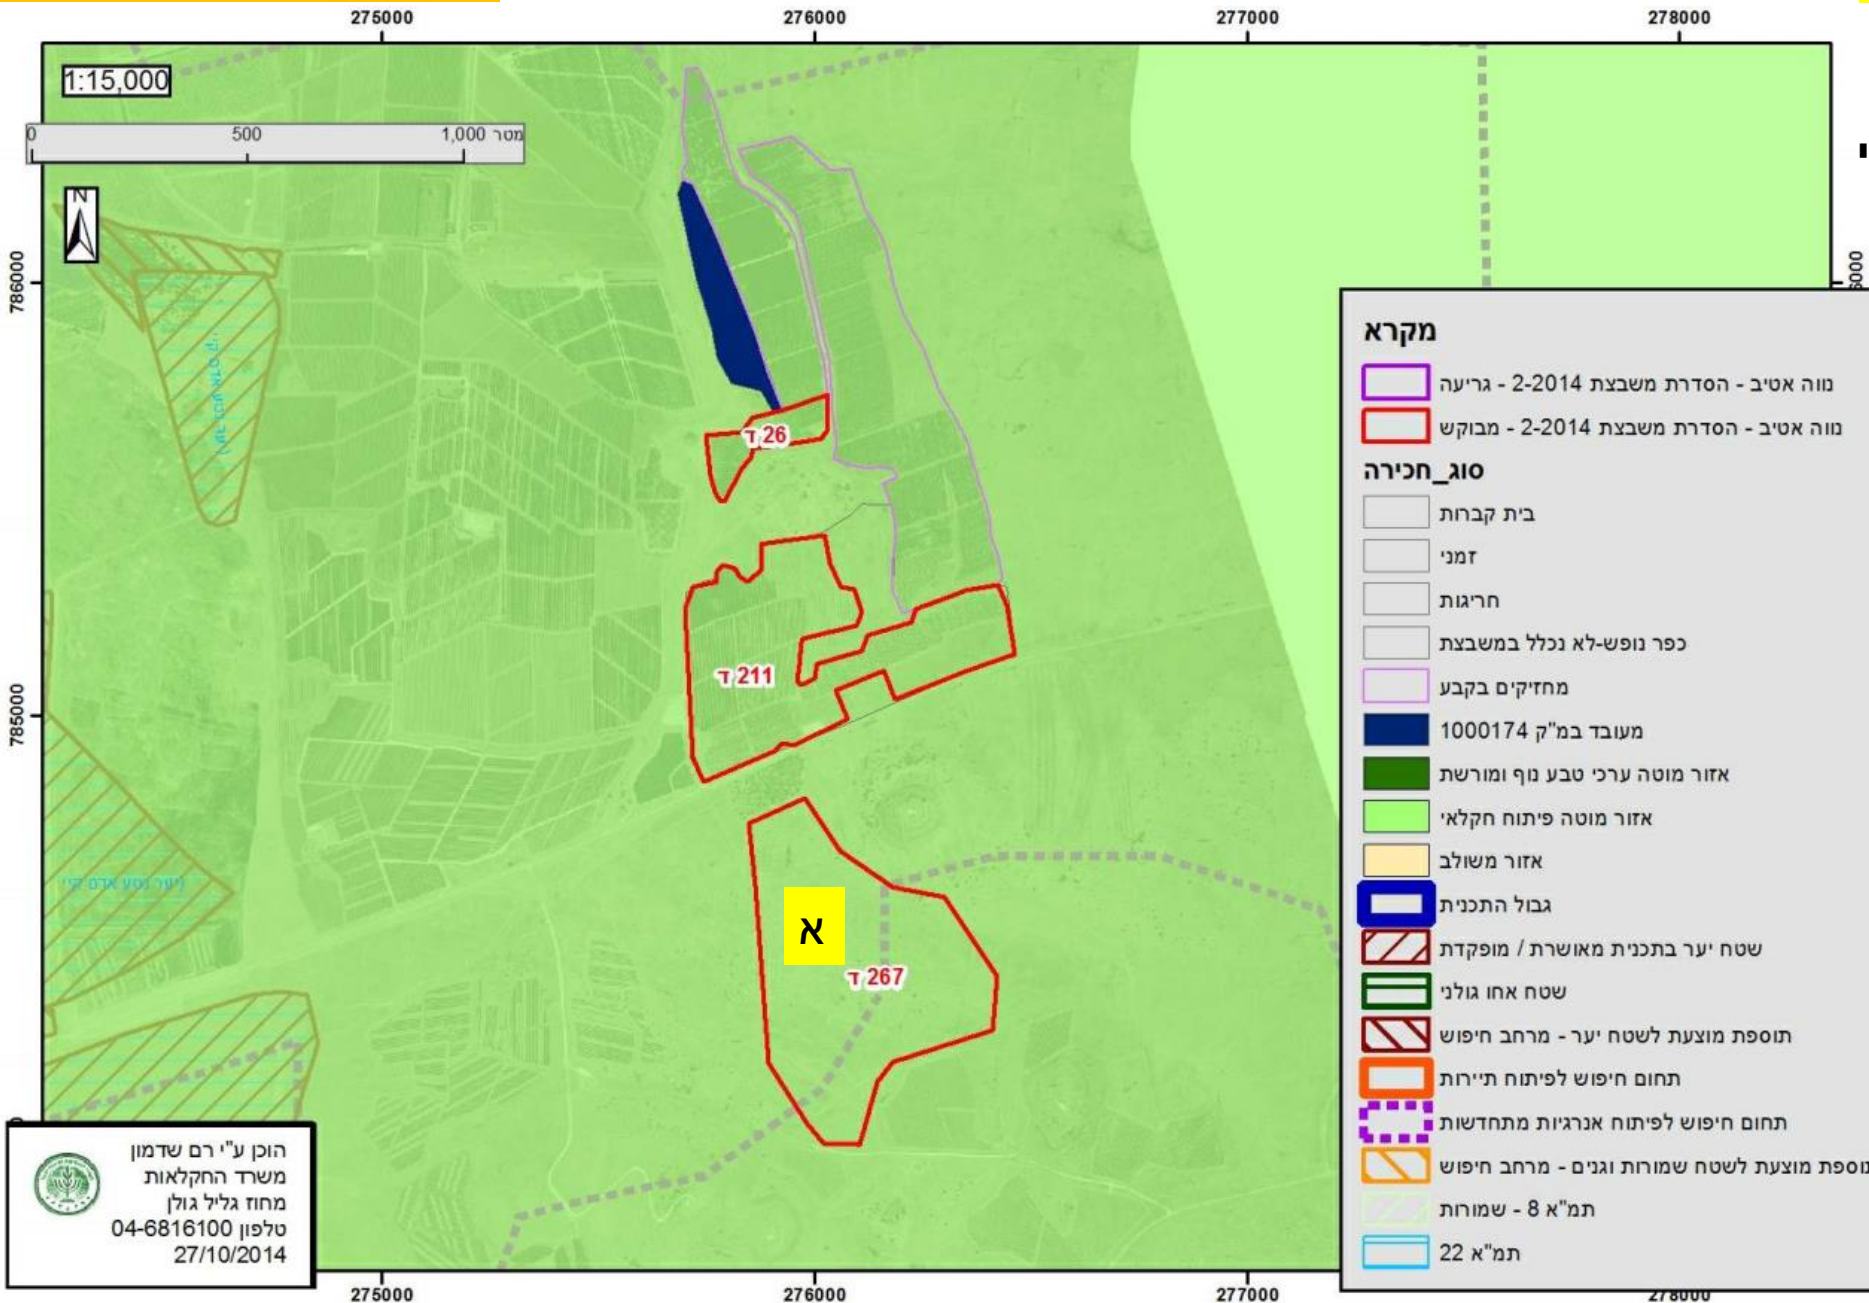 275000
276000
277000
278000
1:15,000
0
500
1,000 מטר
N
786000
785000
26 ד
211 ד
267 ד
א
מקרא
נווה אטיב - הסדרת משבצת 2-2014 - גריעה
נווה אטיב - הסדרת משבצת 2-2014 - מבוקש
סוג_חכירה
בית קברות
זמני
חריגות
כפר נופש-לא נכלל במשבצת
מחזיקים בקבע
מעובד במ"ק 1000174
אזור מוטה ערכי טבע נוף ומורשת
אזור מוטה פיתוח חקלאי
אזור משולב
גבול התכנית
שטח יער בתכנית מאושרת / מופקדת
שטח אחו גולני
תוספת מוצעת לשטח יער - מרחב חיפוש
תחום חיפוש לפיתוח תיירות
תחום חיפוש לפיתוח אנרגיות מתחדשות
תוספת מוצעת לשטח שמורות וגנים - מרחב חיפוש
תמ"א 8 - שמורות
תמ"א 22
הוכן ע"י רם שדמון
משרד החקלאות
מחוז גליל גולן
טלפון 04-6816100
27/10/2014
275000
276000
277000
278000